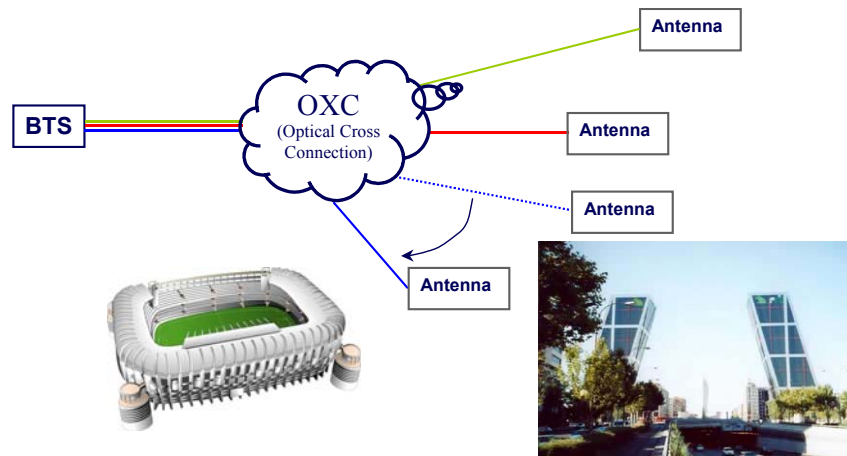 Antenna
OXC
(Optical Cross
Connection)
BTS
Antenna
Antenna
Antenna